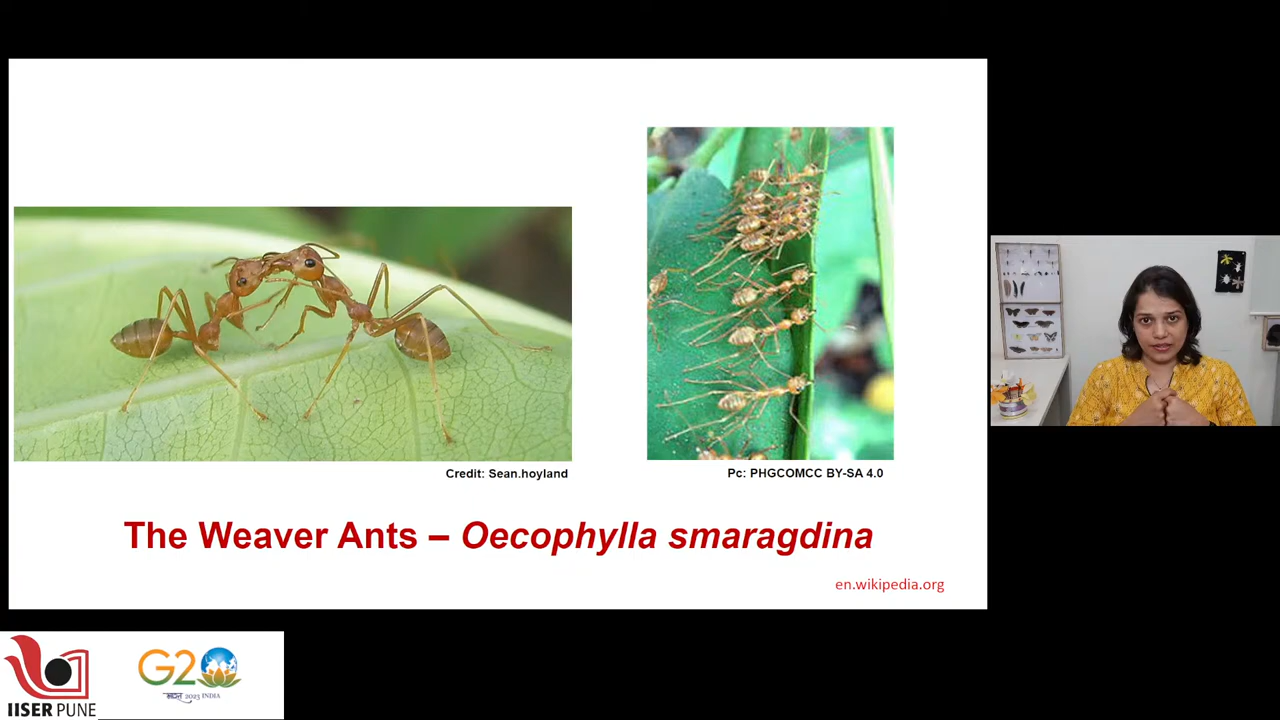 Credit: Sean.hoyland
Pc: PHGCOMCC BY-SA 4.0
The Weaver Ants – Oecophylla smaragdina
en.wikipedia.org
IISER PUNE
G20
भारत 2023 INDIA